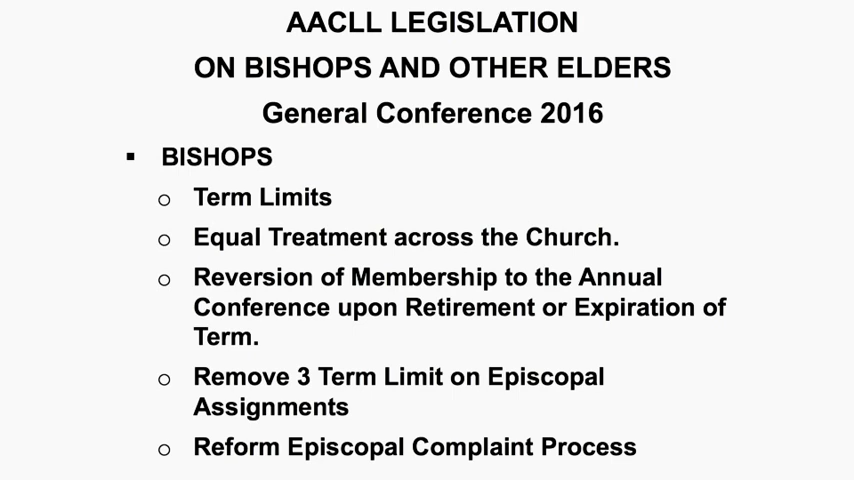 AACLL LEGISLATION
ON BISHOPS AND OTHER ELDERS
General Conference 2016
▪ BISHOPS
o Term Limits
o Equal Treatment across the Church.
o Reversion of Membership to the Annual
Conference upon Retirement or Expiration of
Term.
o Remove 3 Term Limit on Episcopal
Assignments
o Reform Episcopal Complaint Process